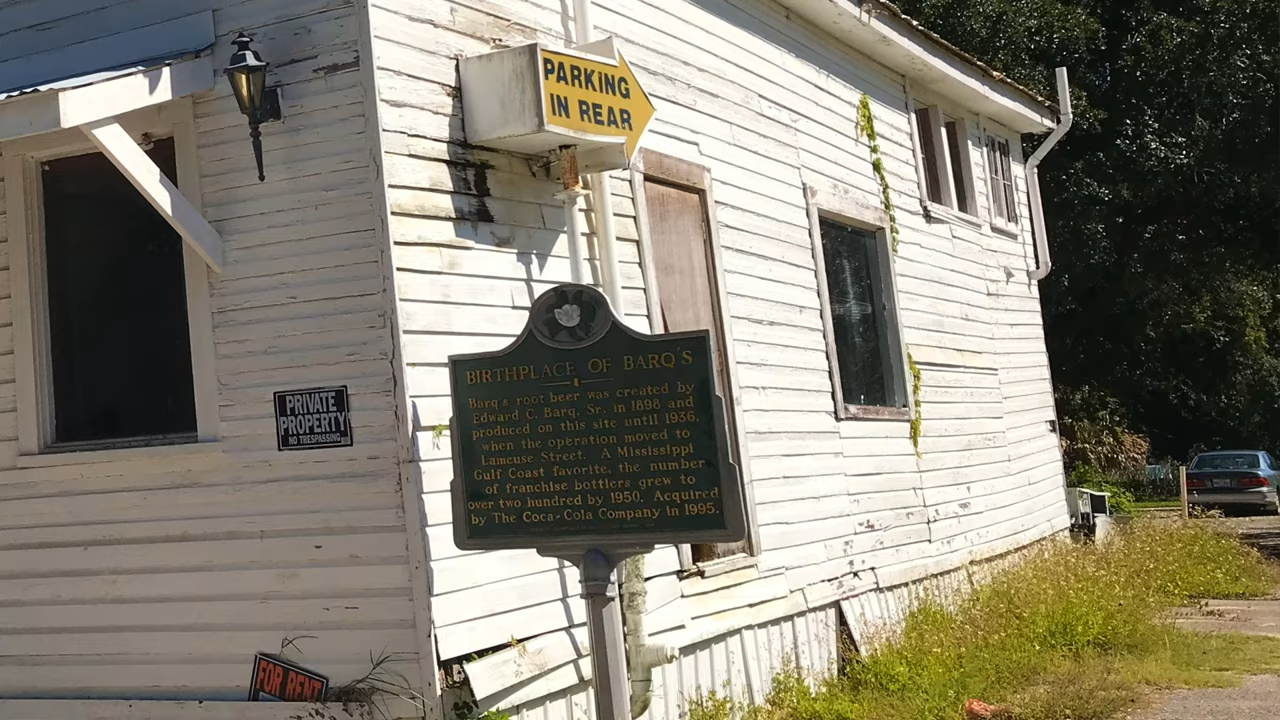 PARKING
IN REAR
BIRTHPLACE OF BARQ'S
Barq's root beer was created by
Edward C. Barq, Sr. in 1898 and
produced on this site until 1936,
when the operation moved to
Lameuse Street. A Mississippi
Gulf Coast favorite, the number
of franchise bottlers grew to
over two hundred by 1950. Acquired
by The Coca-Cola Company in 1995.
PRIVATE
PROPERTY
NO TRESPASSING
FOR RENT